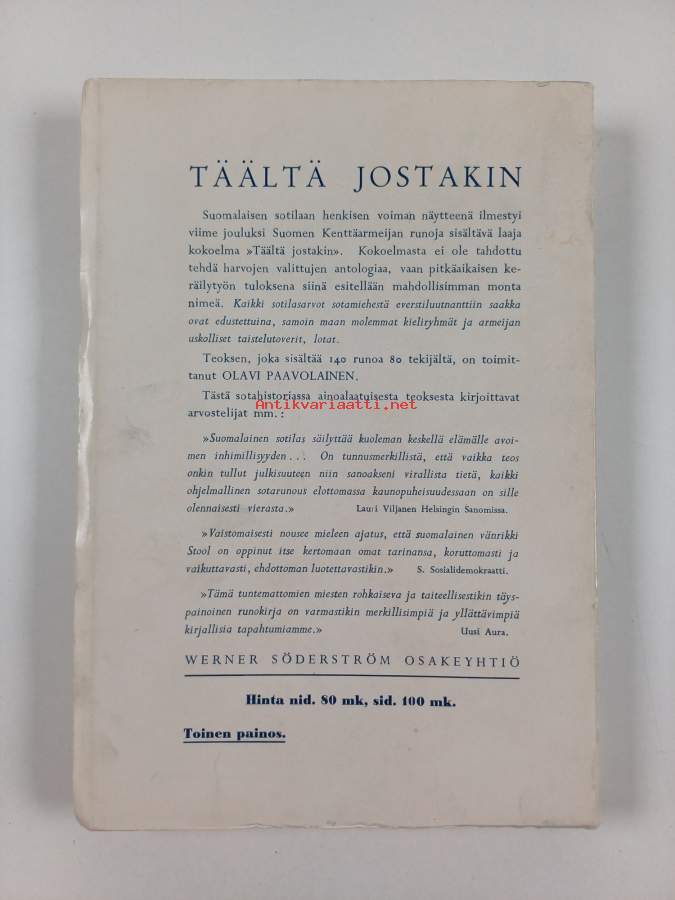 TÄÄLTÄ JOSTAKIN
Suomalaisen sotilaan henkisen voiman näytteenä ilmestyi
viime jouluksi Suomen Kenttäarmeijan runoja sisältävä laaja
kokoelma »Täältä jostakin». Kokoelmasta ei ole tahdottu
tehdä harvojen valittujen antologiaa, vaan pitkäaikaisen ke-
räilytyön tuloksena siinä esitellään mahdollisimman monta
nimeä. Kaikki sotilasarvot sotamiehestä everstiluutnanttiin saakka
ovat edustettuina, samoin maan molemmat kieliryhmät ja armeijan
uskolliset taistelutoverit, lotat.
Teoksen, joka sisältää 140 runoa 80 tekijältä, on toimit-
tanut OLAVI PAAVOLAINEN.
Tästä sotahistoriassa ainoalaatuisesta teoksesta kirjoittavat
Antikvariaatti.net
arvostelijat mm.:
»Suomalainen sotilas säilyttää kuoleman keskellä elämälle avoi-
men inhimillisyyden... On tunnusmerkillistä, että vaikka teos
onkin tullut julkisuuteen niin sanoakseni virallista tietä, kaikki
ohjelmallinen sotarunous elottomassa kaunopuheisuudessaan on sille
olennaisesti vierasta.» Lauri Viljanen Helsingin Sanomissa.
»Vaistomaisesti nousee mieleen ajatus, että suomalainen vänrikki
Stool on oppinut itse kertomaan omat tarinansa, koruttomasti ja
vaikuttavasti, ehdottoman luotettavastikin.» S. Sosialidemokraatti.
»Tämä tuntemattomien miesten rohkaiseva ja taiteellisestikin täys-
painoinen runokirja on varmastikin merkillisimpiä ja yllättävimpiä
kirjallisia tapahtumiamme.» Uusi Aura.
WERNER SÖDERSTRÖM OSAKEYHTIÖ
Hinta nid. 80 mk, sid. 100 mk.
Toinen painos.